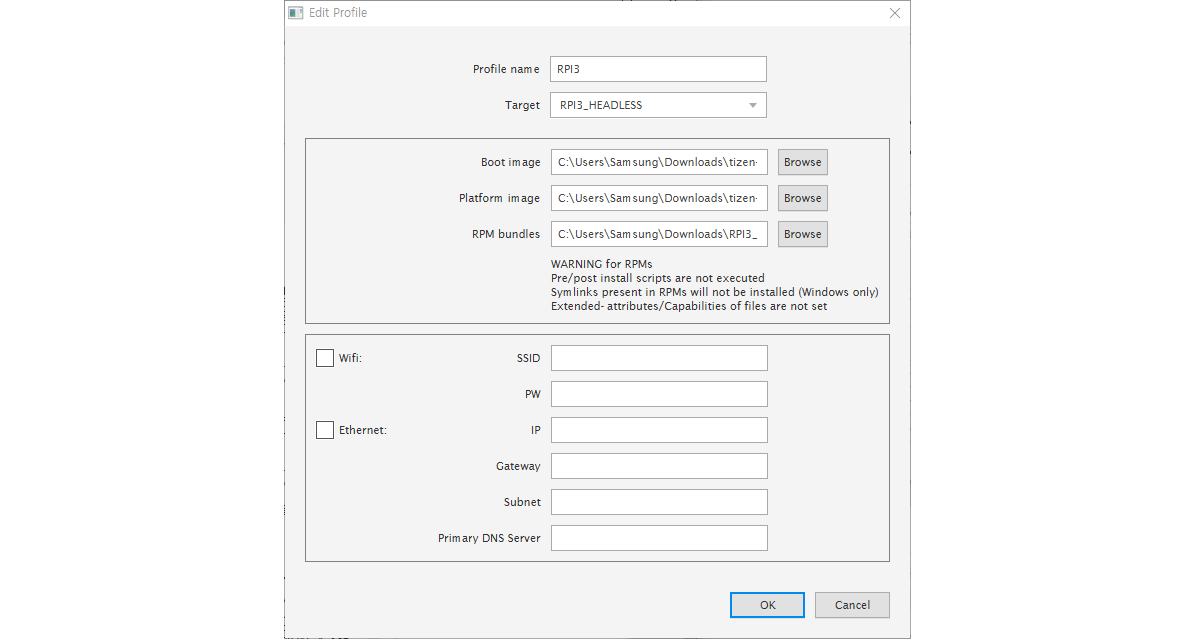 Edit Profile
Profile name RPI3
Target RPI3_HEADLESS
Boot image C:\Users\Samsung\Downloads\tizen- Browse
Platform image C:\Users\Samsung\Downloads\tizen- Browse
RPM bundles C:\Users\Samsung\Downloads\RPI3_ Browse
WARNING for RPMs
Pre/post install scripts are not executed
Symlinks present in RPMs will not be installed (Windows only)
Extended- attributes/Capabilities of files are not set
Wifi: SSID
PW
Ethernet: IP
Gateway
Subnet
Primary DNS Server
OK Cancel